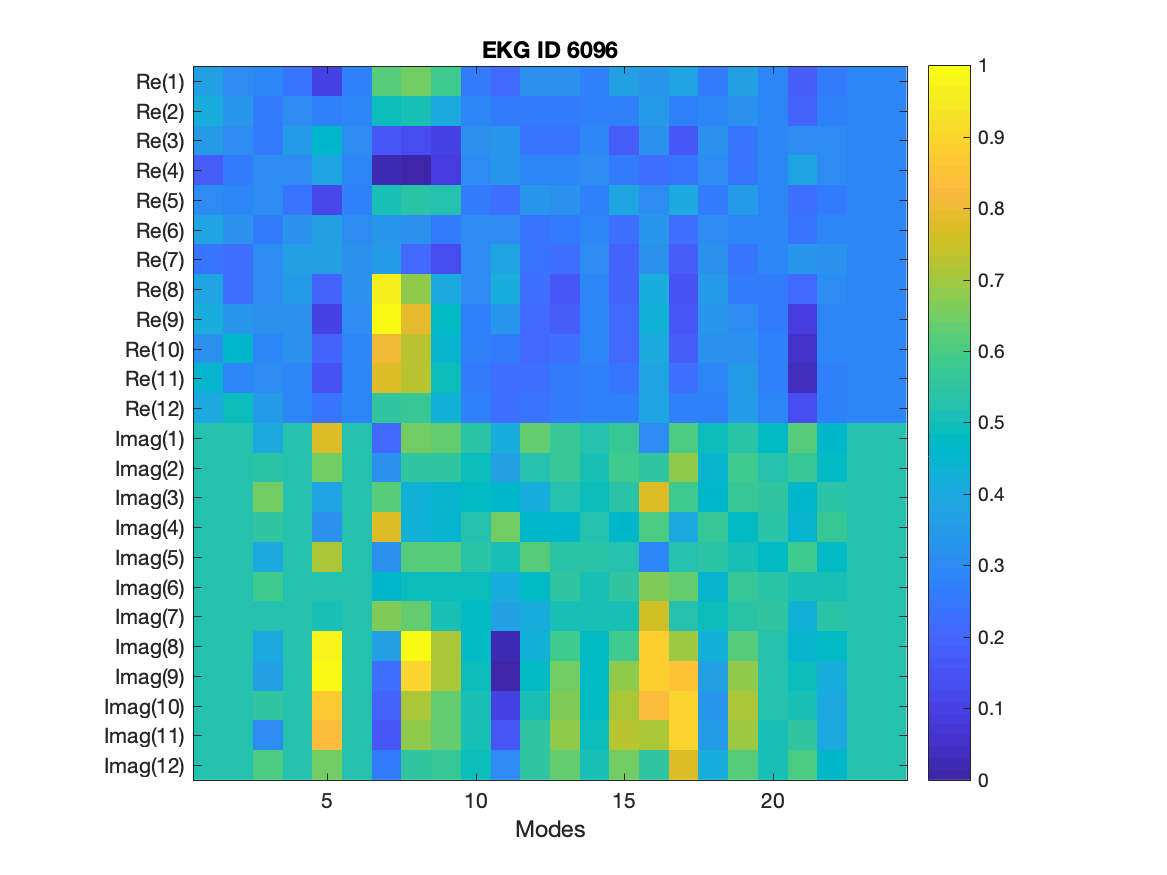 EKG ID 6096
Re(1)
Re(2)
Re(3)
Re(4)
Re(5)
Re(6)
Re(7)
Re(8)
Re(9)
Re(10)
Re(11)
Re(12)
Imag(1)
Imag(2)
Imag(3)
Imag(4)
Imag(5)
Imag(6)
Imag(7)
Imag(8)
Imag(9)
Imag(10)
Imag(11)
Imag(12)
5 10 15 20
Modes
1
0.9
0.8
0.7
0.6
0.5
0.4
0.3
0.2
0.1
0